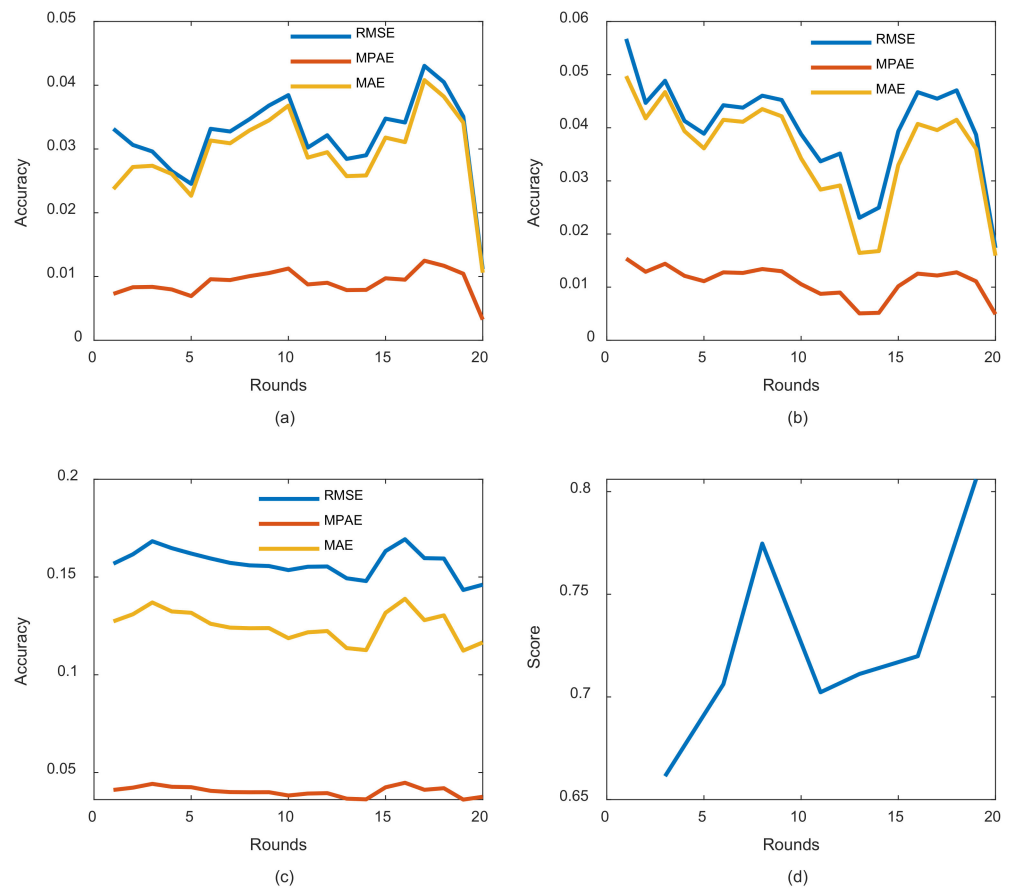 0.05
0.04
0.03
0.02
0.01
0
Accuracy
RMSE
MPAE
MAE
0 5 10 15 20
Rounds
(a)
0.06
0.05
0.04
0.03
0.02
0.01
0
Accuracy
RMSE
MPAE
MAE
0 5 10 15 20
Rounds
(b)
0.2
0.15
0.1
0.05
Accuracy
RMSE
MPAE
MAE
0 5 10 15 20
Rounds
(c)
0.8
0.75
0.7
0.65
Score
0 5 10 15 20
Rounds
(d)